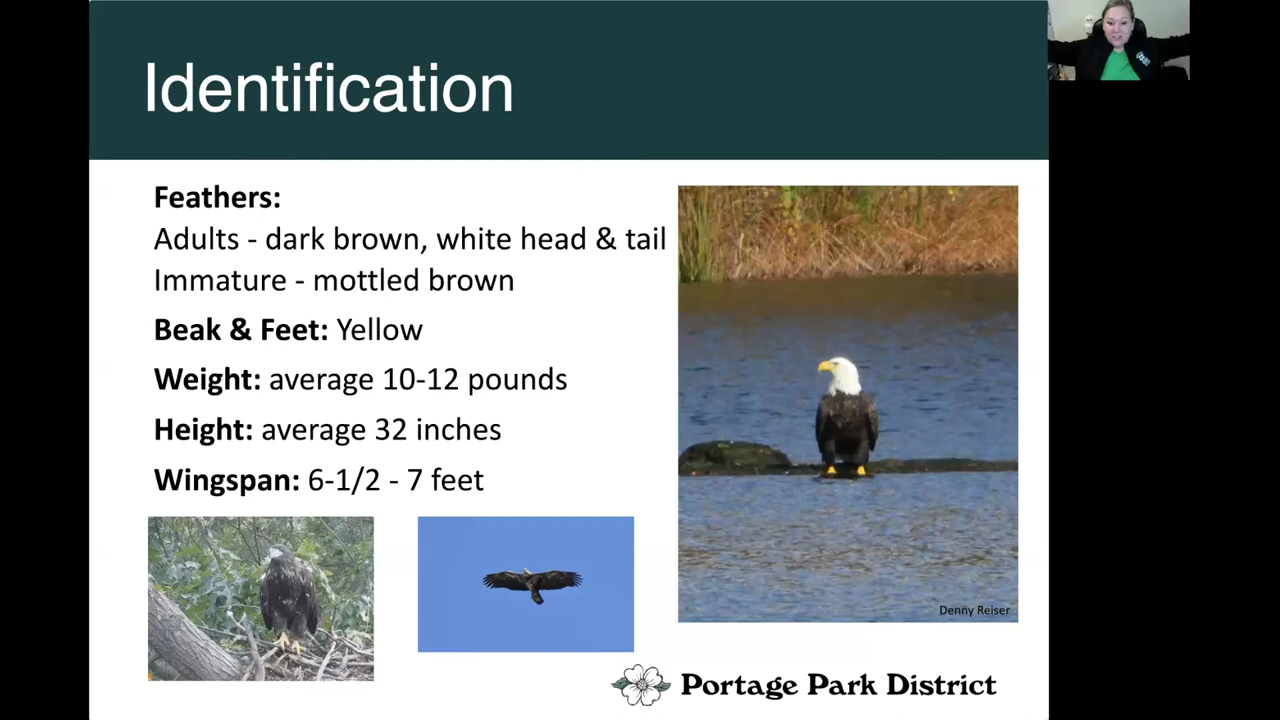 Identification
Feathers:
Adults - dark brown, white head & tail
Immature - mottled brown
Beak & Feet: Yellow
Weight: average 10-12 pounds
Height: average 32 inches
Wingspan: 6-1/2 - 7 feet
Denny Reiser
Portage Park District